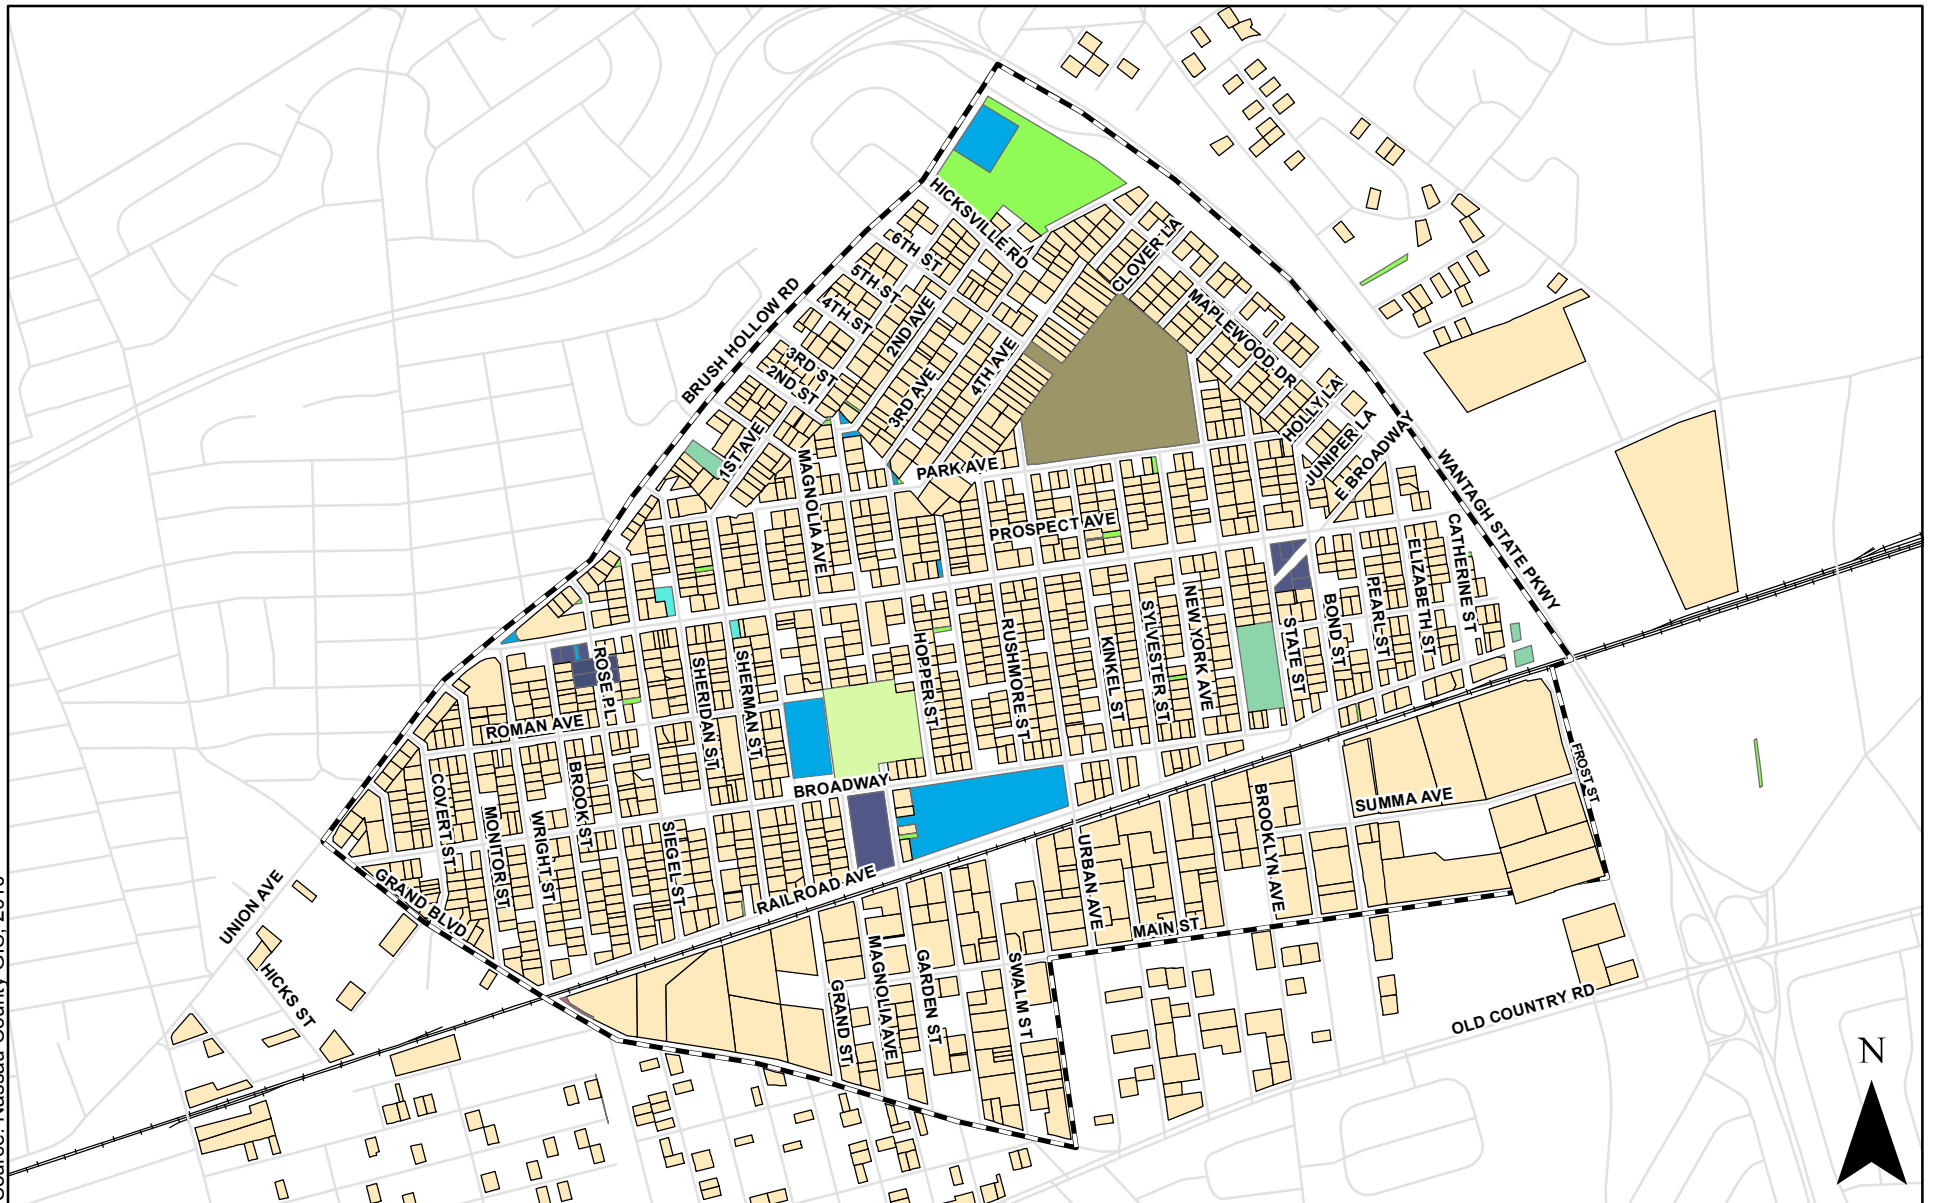 HICKSVILLE RD
CLOVER LA
6TH ST
5TH ST
4TH ST
BRUSH HOLLOW RD
2ND AVE
MAPLEWOOD DR
3RD ST
2ND ST
4TH AVE
3RD AVE
HOLLY LA
JUNIPER LA
E BROADWAY
1ST AVE
PARK AVE
MAGNOLIA AVE
WANTAGH STATE PKWY
PROSPECT AVE
CATHERINE ST
ELIZABETH ST
PEARL ST
BOND ST
STATE ST
NEW YORK AVE
SYLVESTER ST
KINKEL ST
RUSHMORE ST
HOPPER ST
SHERMAN ST
SHERIDAN ST
ROSE PL
ROMAN AVE
BROADWAY
FROST ST
SUMMA AVE
COVERT ST
MONITOR ST
WRIGHT ST
BROOK ST
SIEGEL ST
RAILROAD AVE
URBAN AVE
BROOKLYN AVE
MAIN ST
GRAND BLVD
UNION AVE
HICKS ST
GRAND ST
MAGNOLIA AVE
GARDEN ST
SWALM ST
OLD COUNTRY RD
N